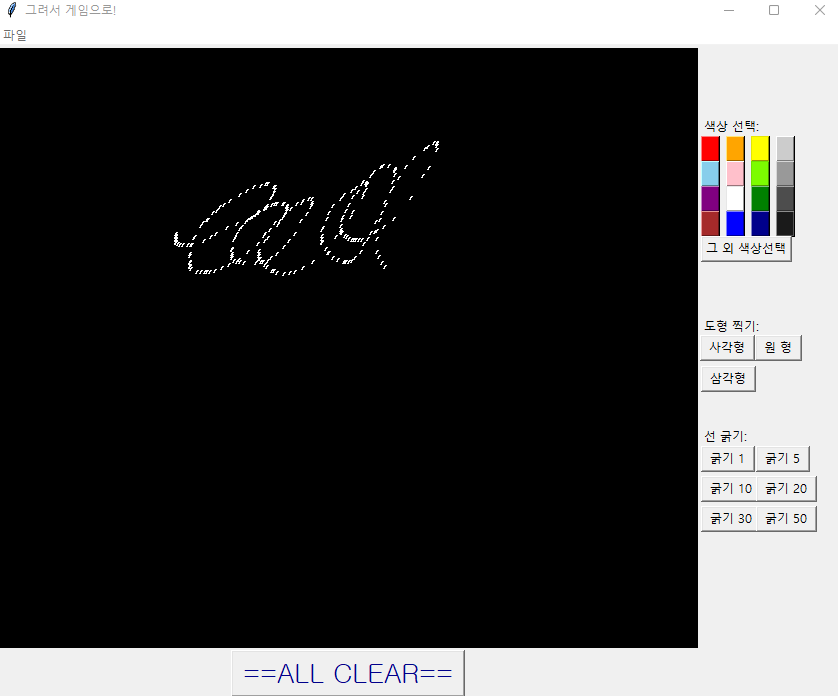 그려서 게임으로!
파일
색상 선택:
그 외 색상선택
도형 찍기:
사각형 원 형
삼각형
선 굵기:
굵기 1 굵기 5
굵기 10 굵기 20
굵기 30 굵기 50
==ALL CLEAR==